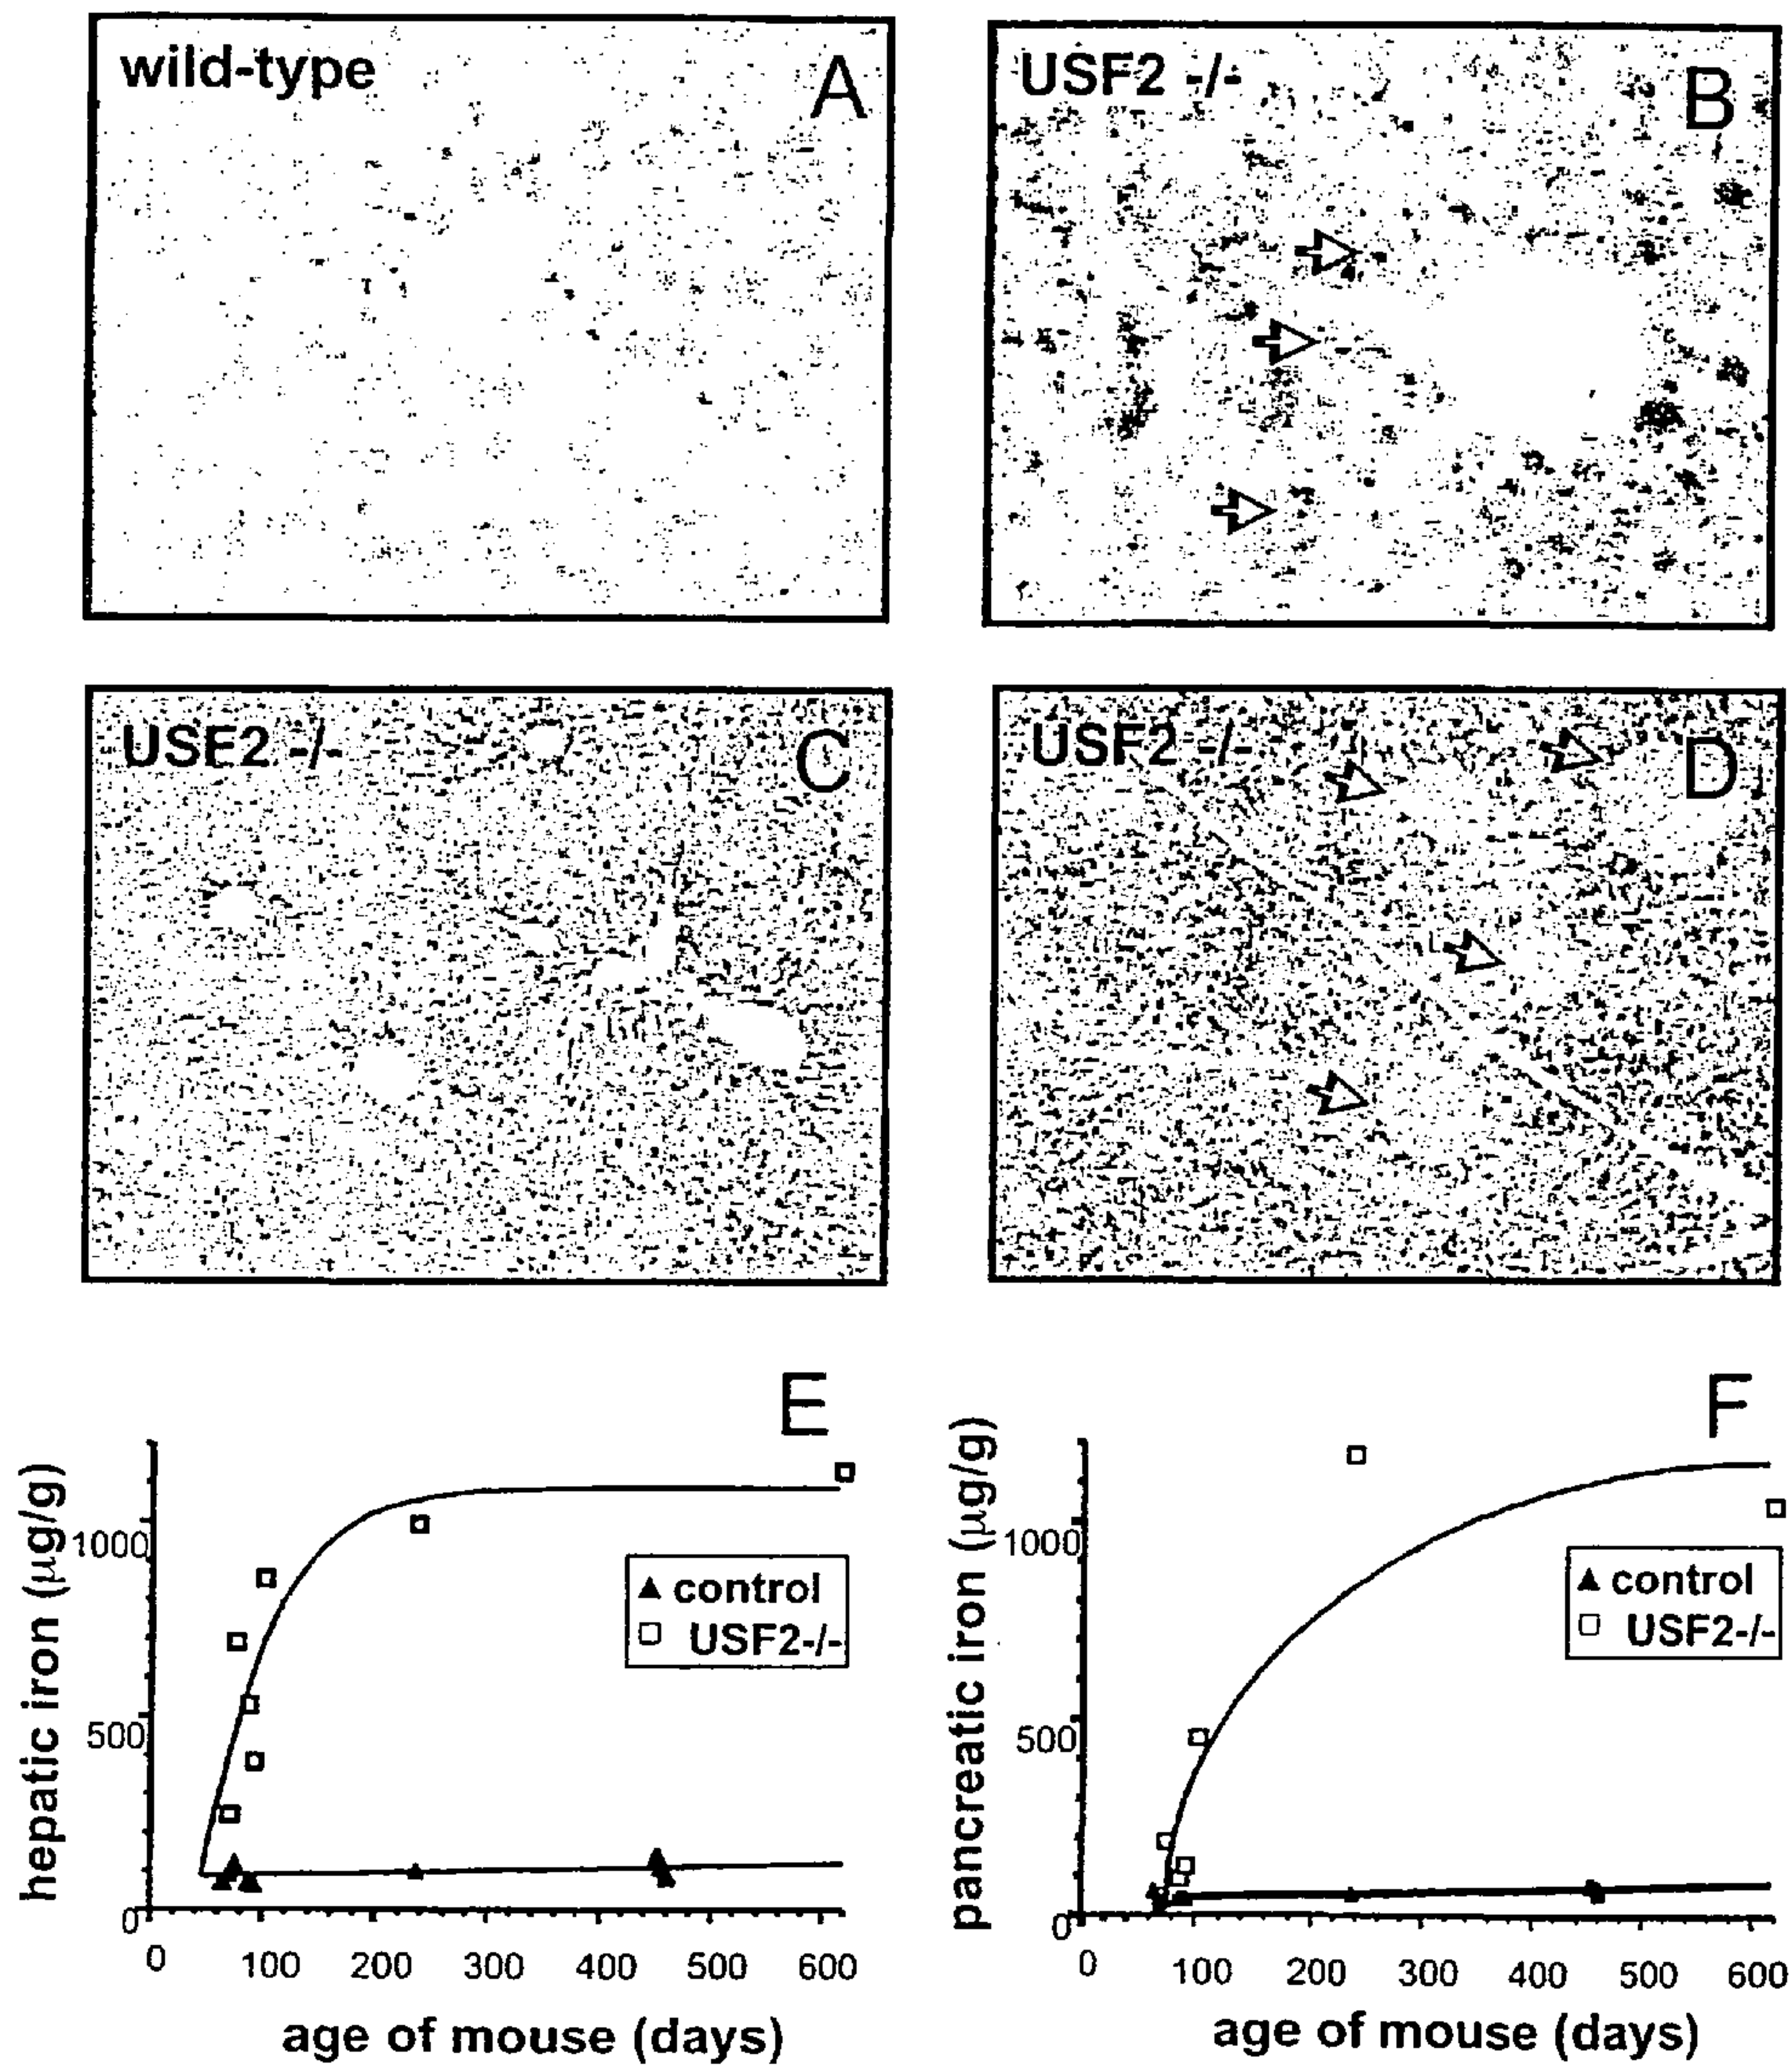 wild-type A
USF2 -/- B
USF2 -/- C
USF2 -/- D
E
hepatic iron (µg/g)
1000
500
0
control
USF2-/-
0 100 200 300 400 500 600
age of mouse (days)
F
pancreatic iron (µg/g)
1000
500
0
control
USF2-/-
0 100 200 300 400 500 600
age of mouse (days)